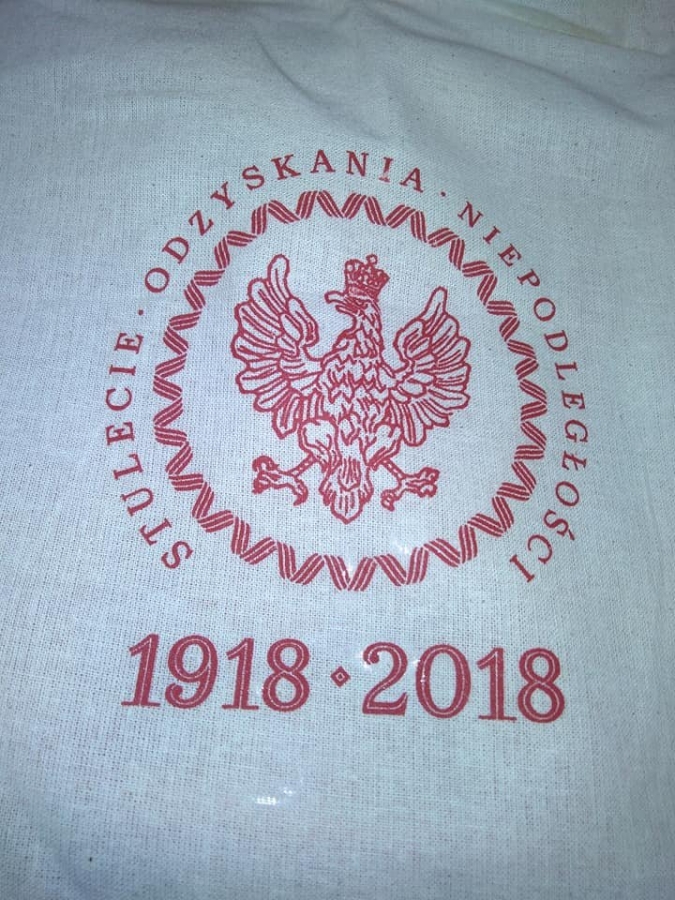 STULECIE · ODZYSKANIA · NIEPODLEGŁOŚCI
1918 · 2018